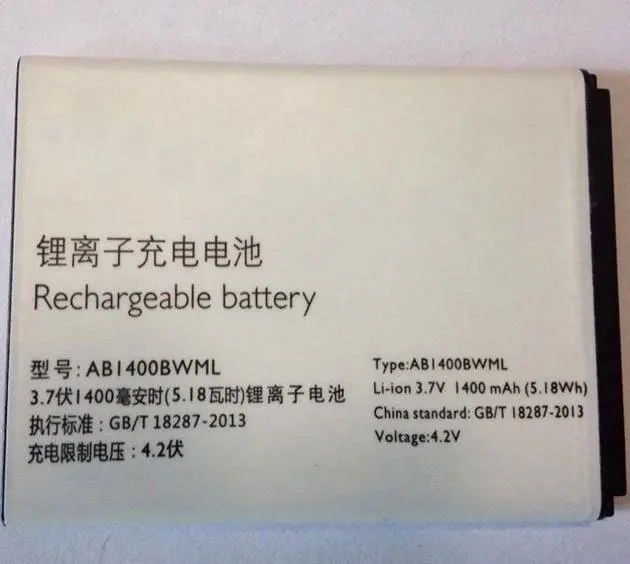 锂离子充电电池
Rechargeable battery
型号: AB1400BWML
3.7伏1400毫安时(5.18瓦时)锂离子电池
执行标准: GB/T 18287-2013
充电限制电压: 4.2伏
Type:AB1400BWML
Li-ion 3.7V 1400 mAh (5.18Wh)
China standard: GB/T 18287-2013
Voltage:4.2V